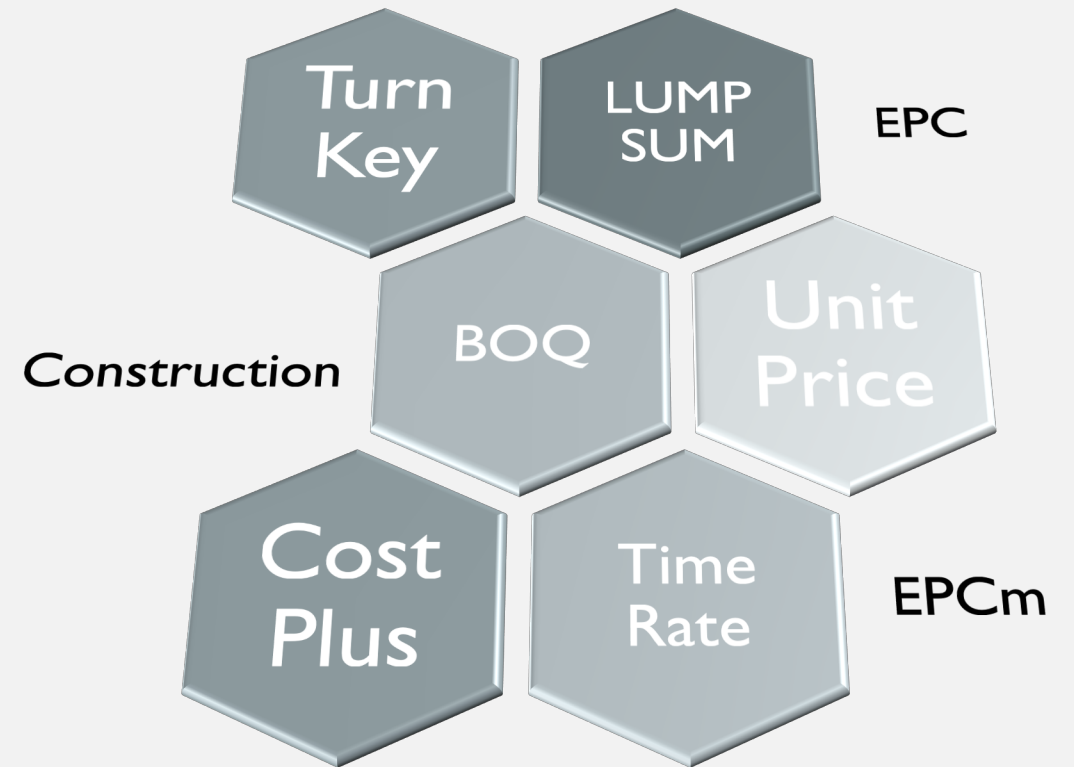 Turn
Key
LUMP
SUM
EPC
Construction
BOQ
Unit
Price
Cost
Plus
Time
Rate
EPCm